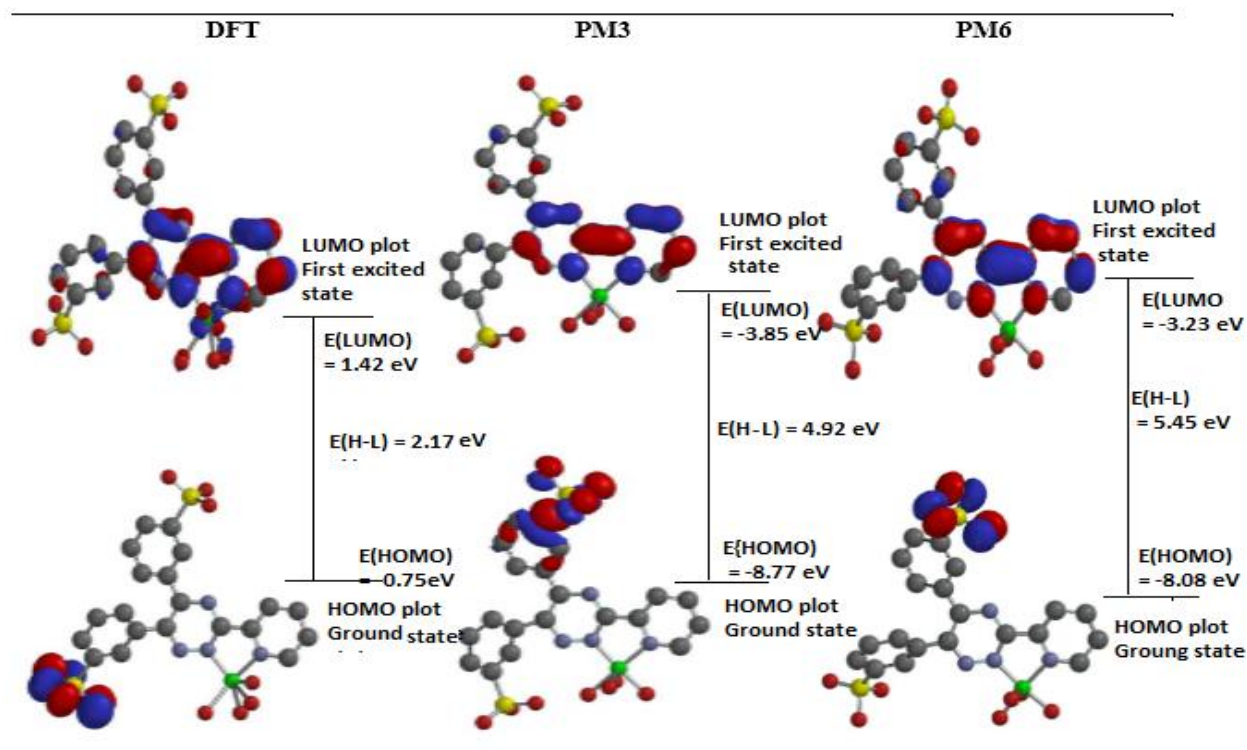 DFT
PM3
PM6
LUMO plot
First excited
state
E(LUMO)
= 1.42 eV
E(H-L) = 2.17 eV
E(HOMO)
= -0.75eV
HOMO plot
Ground state
LUMO plot
First excited
state
E(LUMO)
= -3.85 eV
E(H-L) = 4.92 eV
E{HOMO)
= -8.77 eV
HOMO plot
Ground state
LUMO plot
First excited
state
E(LUMO
= -3.23 eV
E(H-L)
= 5.45 eV
E(HOMO)
= -8.08 eV
HOMO plot
Groung state